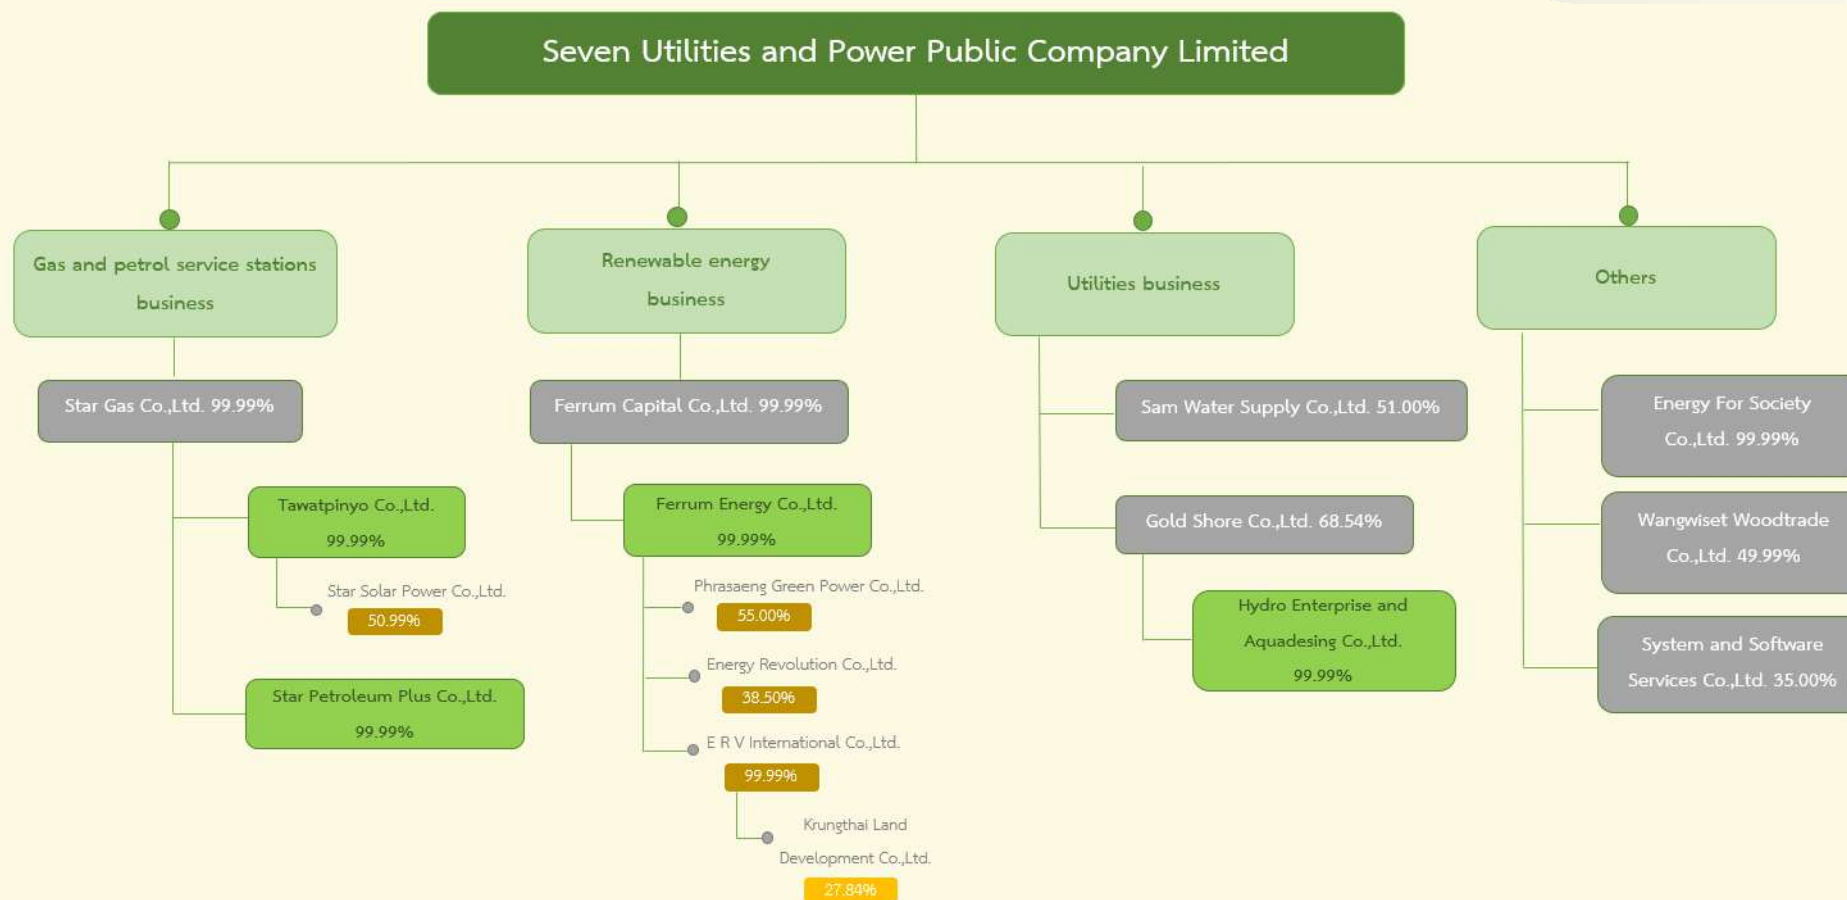 Seven Utilities and Power Public Company Limited
Gas and petrol service stations
business
Star Gas Co.,Ltd. 99.99%
Tawatpinyo Co.,Ltd.
99.99%
Star Solar Power Co.,Ltd.
50.99%
Star Petroleum Plus Co.,Ltd.
99.99%
Renewable energy
business
Ferrum Capital Co.,Ltd. 99.99%
Ferrum Energy Co.,Ltd.
99.99%
Phrasaeng Green Power Co.,Ltd.
55.00%
Energy Revolution Co.,Ltd.
38.50%
E R V International Co.,Ltd.
99.99%
Krungthai Land
Development Co.,Ltd.
27.84%
Utilities business
Sam Water Supply Co.,Ltd. 51.00%
Gold Shore Co.,Ltd. 68.54%
Hydro Enterprise and
Aquadesing Co.,Ltd.
99.99%
Others
Energy For Society
Co.,Ltd. 99.99%
Wangwiset Woodtrade
Co.,Ltd. 49.99%
System and Software
Services Co.,Ltd. 35.00%